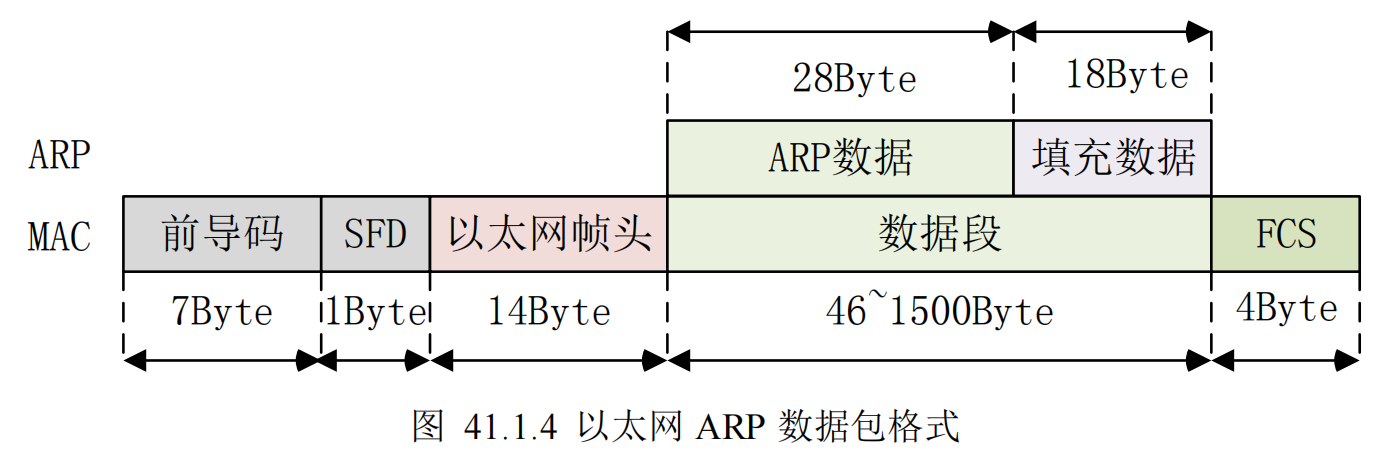 28Byte 18Byte
ARP ARP数据 填充数据
MAC 前导码 SFD 以太网帧头 数据段 FCS
7Byte 1Byte 14Byte 46~1500Byte 4Byte
图 41.1.4 以太网 ARP 数据包格式